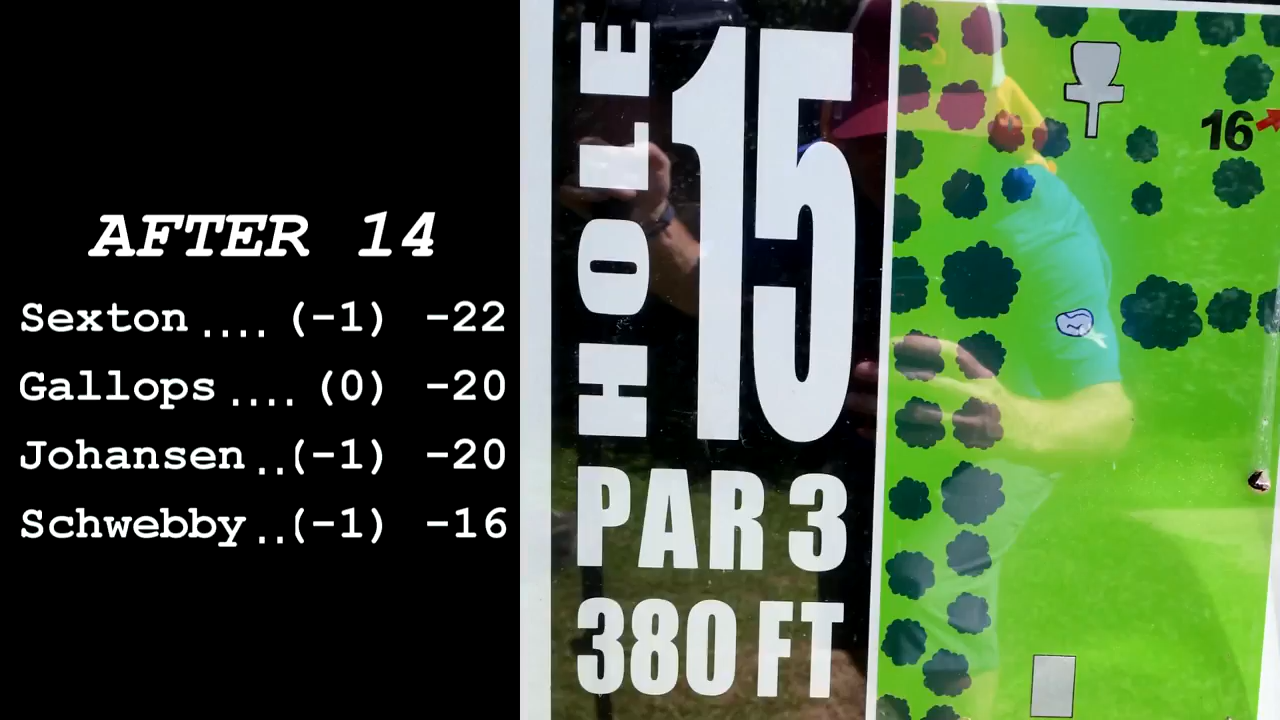 AFTER 14
Sexton .... (-1) -22
Gallops .... (0) -20
Johansen ..(-1) -20
Schwebby ..(-1) -16
HOLE 15
PAR 3
380 FT
16